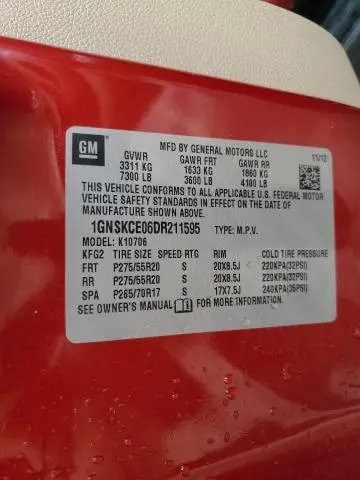 GM
MFD BY GENERAL MOTORS LLC
GVWR GAWR FRT GAWR RR 11/12
3311 KG 1633 KG 1860 KG
7300 LB 3600 LB 4100 LB
THIS VEHICLE CONFORMS TO ALL APPLICABLE U.S. FEDERAL MOTOR
VEHICLE SAFETY STANDARDS IN EFFECT ON THE DATE OF
MANUFACTURE SHOWN ABOVE.
1GNSKCE06DR211595 TYPE: M.P.V.
MODEL: K10706
KFG2 TIRE SIZE SPEED RTG RIM COLD TIRE PRESSURE
FRT P275/55R20 S 20X8.5J 220KPA(32PSI)
RR P275/55R20 S 20X8.5J 220KPA(32PSI)
SPA P265/70R17 S 17X7.5J 240KPA(35PSI)
SEE OWNER'S MANUAL FOR MORE INFORMATION.